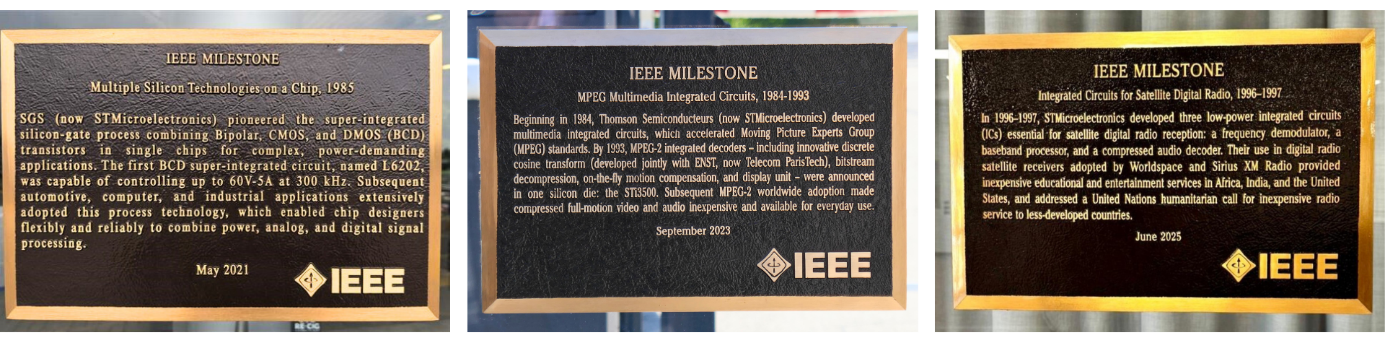 IEEE MILESTONE
Multiple Silicon Technologies on a Chip, 1985
SGS (now STMicroelectronics) pioneered the super-integrated
silicon-gate process combining Bipolar, CMOS, and DMOS (BCD)
transistors in single chips for complex, power-demanding
applications. The first BCD super-integrated circuit, named L6202,
was capable of controlling up to 60V-5A at 300 kHz. Subsequent
automotive, computer, and industrial applications extensively
adopted this process technology, which enabled chip designers
flexibly and reliably to combine power, analog, and digital signal
processing.
May 2021
IEEE
RE-CIG
IEEE MILESTONE
MPEG Multimedia Integrated Circuits, 1984-1993
Beginning in 1984, Thomson Semiconducteurs (now STMicroelectronics) developed
multimedia integrated circuits, which accelerated Moving Picture Experts Group
(MPEG) standards. By 1993, MPEG-2 integrated decoders – including innovative discrete
cosine transform (developed jointly with ENST, now Telecom ParisTech), bitstream
decompression, on-the-fly motion compensation, and display unit – were announced
in one silicon die: the STi3500. Subsequent MPEG-2 worldwide adoption made
compressed full-motion video and audio inexpensive and available for everyday use.
September 2023
IEEE
IEEE MILESTONE
Integrated Circuits for Satellite Digital Radio, 1996–1997
In 1996–1997, STMicroelectronics developed three low-power integrated circuits
(ICs) essential for satellite digital radio reception: a frequency demodulator, a
baseband processor, and a compressed audio decoder. Their use in digital radio
satellite receivers adopted by Worldspace and Sirius XM Radio provided
inexpensive educational and entertainment services in Africa, India, and the United
States, and addressed a United Nations humanitarian call for inexpensive radio
service to less-developed countries.
June 2025
IEEE